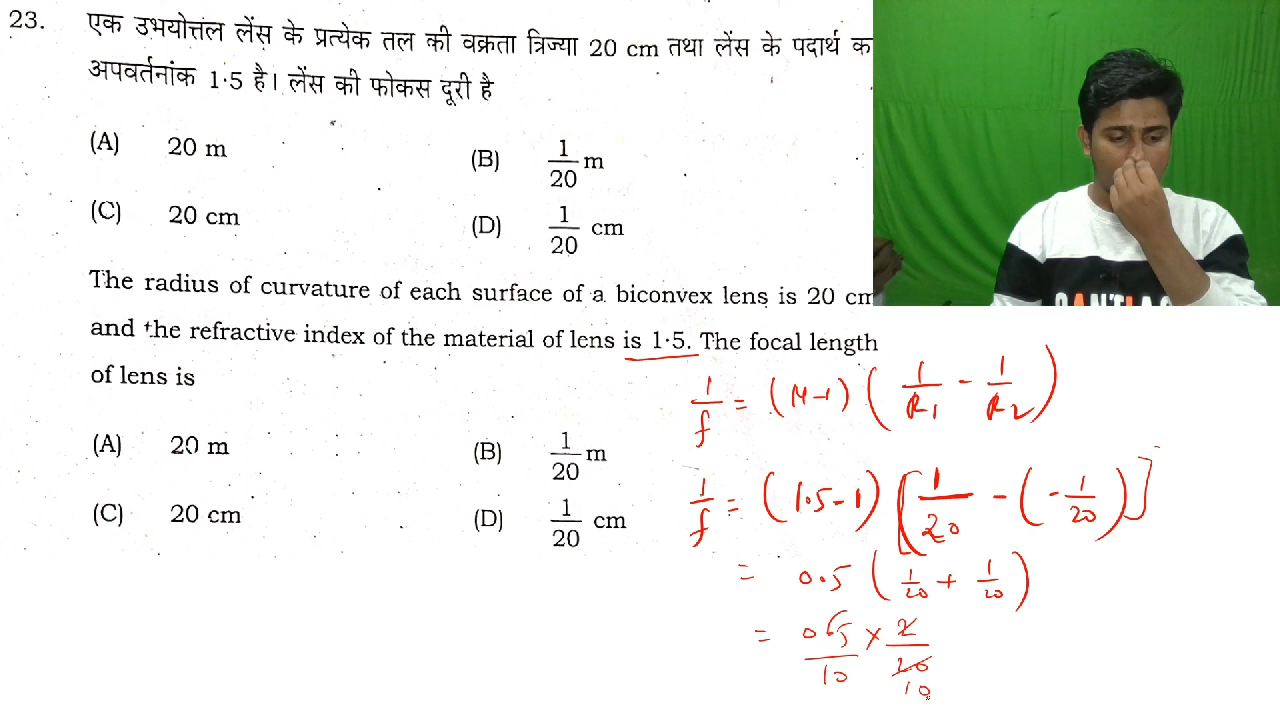 23. एक उभयोत्तल लेंस के प्रत्येक तल की वक्रता त्रिज्या 20 cm तथा लेंस के पदार्थ क
अपवर्तनांक 1·5 है। लेंस की फोकस दूरी है
(A) 20 m (B) 1/20 m
(C) 20 cm (D) 1/20 cm
The radius of curvature of each surface of a biconvex lens is 20 cm
and the refractive index of the material of lens is 1·5. The focal length
of lens is
(A) 20 m (B) 1/20 m
(C) 20 cm (D) 1/20 cm
1/f = (μ-1) (1/R1 - 1/R2)
1/f = (1.5-1) [1/20 - (-1/20)]
= 0.5 (1/20 + 1/20)